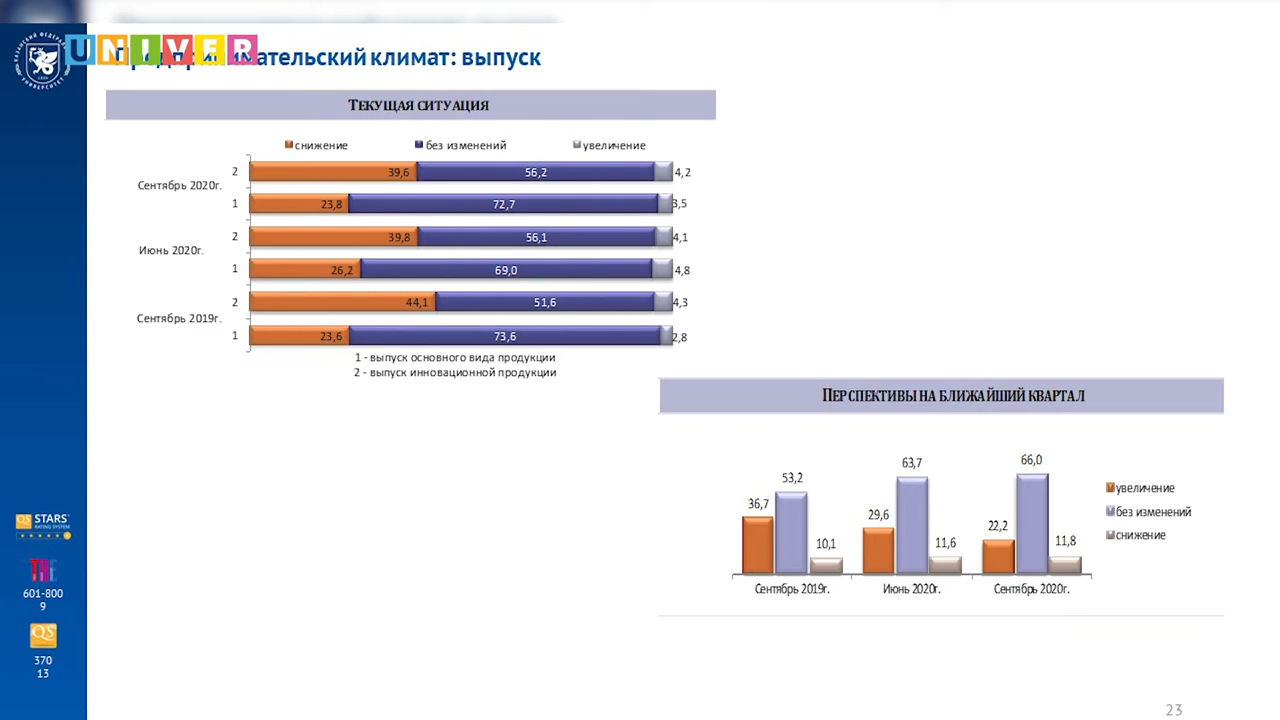 UNIVER
Предпринимательский климат: выпуск
ТЕКУЩАЯ СИТУАЦИЯ
снижение без изменений увеличение
Сентябрь 2020г.
2 39,6 56,2 4,2
1 23,8 72,7 3,5
Июнь 2020г.
2 39,8 56,1 4,1
1 26,2 69,0 4,8
Сентябрь 2019г.
2 44,1 51,6 4,3
1 23,6 73,6 2,8
1 - выпуск основного вида продукции
2 - выпуск инновационной продукции
ПЕРСПЕКТИВЫ НА БЛИЖАЙШИЙ КВАРТАЛ
36,7 53,2 10,1
29,6 63,7 11,6
22,2 66,0 11,8
Сентябрь 2019г. Июнь 2020г. Сентябрь 2020г.
увеличение
без изменений
снижение
QS STARS
RATING SYSTEM
THE
601-800
9
QS
370
13
23